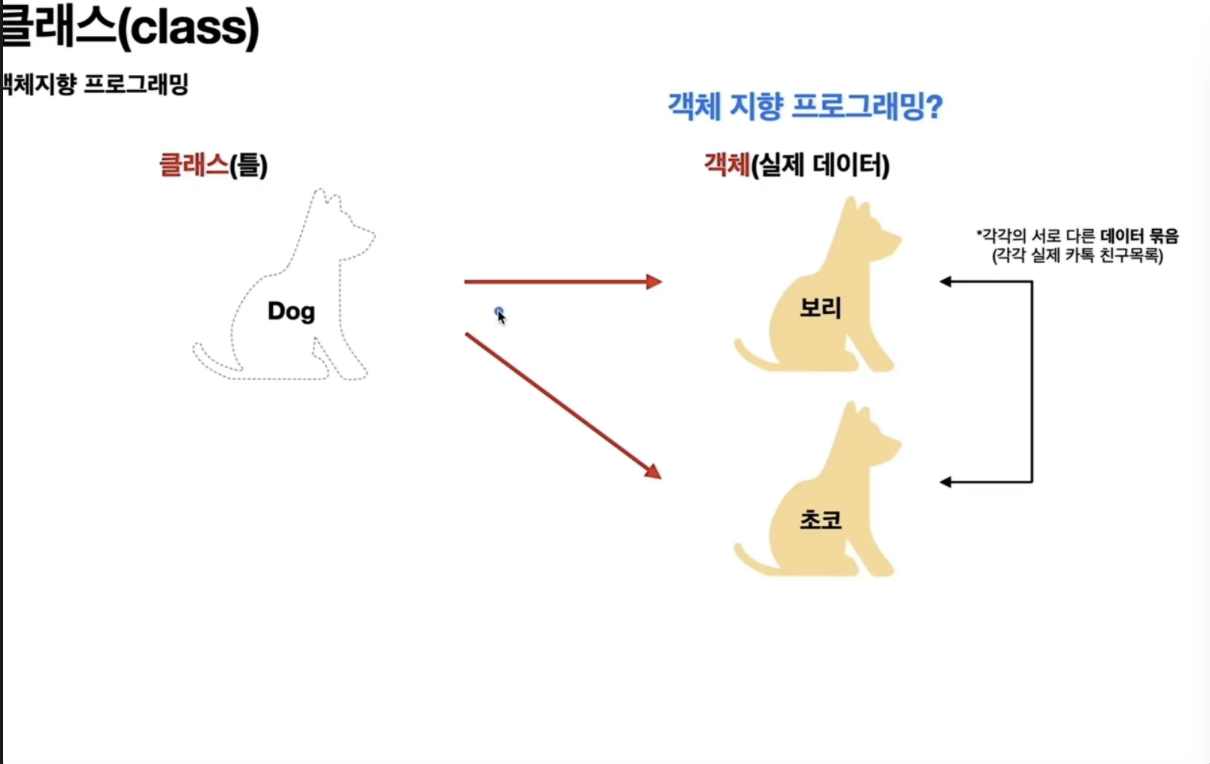 클래스(class)
객체지향 프로그래밍
객체 지향 프로그래밍?
클래스(틀)
객체(실제 데이터)
*각각의 서로 다른 데이터 묶음
(각각 실제 카톡 친구목록)
Dog
보리
초코